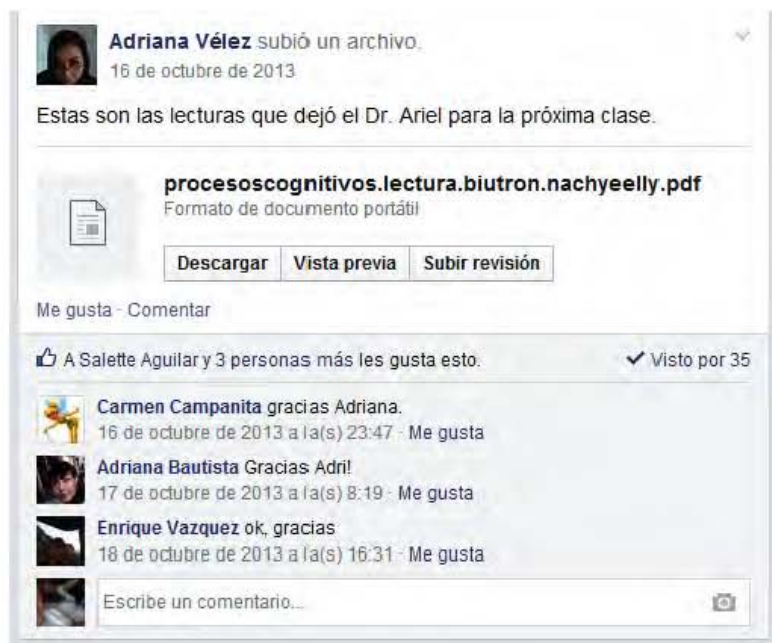 Adriana Vélez subió un archivo.
16 de octubre de 2013
Estas son las lecturas que dejó el Dr. Ariel para la próxima clase.
procesoscognitivos.lectura.biutron.nachyeelly.pdf
Formato de documento portátil
Descargar Vista previa Subir revisión
Me gusta · Comentar
A Salette Aguilar y 3 personas más les gusta esto. Visto por 35
Carmen Campanita gracias Adriana.
16 de octubre de 2013 a la(s) 23:47 · Me gusta
Adriana Bautista Gracias Adri!
17 de octubre de 2013 a la(s) 8:19 · Me gusta
Enrique Vazquez ok, gracias
18 de octubre de 2013 a la(s) 16:31 · Me gusta
Escribe un comentario...